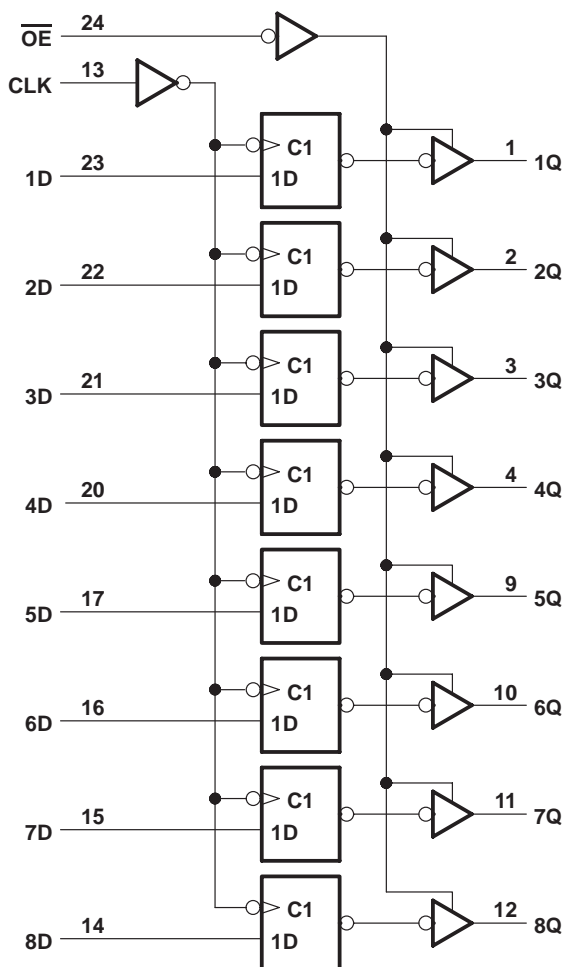 OE 24
CLK 13
C1
1D 23 1D 1 1Q
C1
2D 22 1D 2 2Q
C1
3D 21 1D 3 3Q
C1
4D 20 1D 4 4Q
C1
5D 17 1D 9 5Q
C1
6D 16 1D 10 6Q
C1
7D 15 1D 11 7Q
C1
8D 14 1D 12 8Q